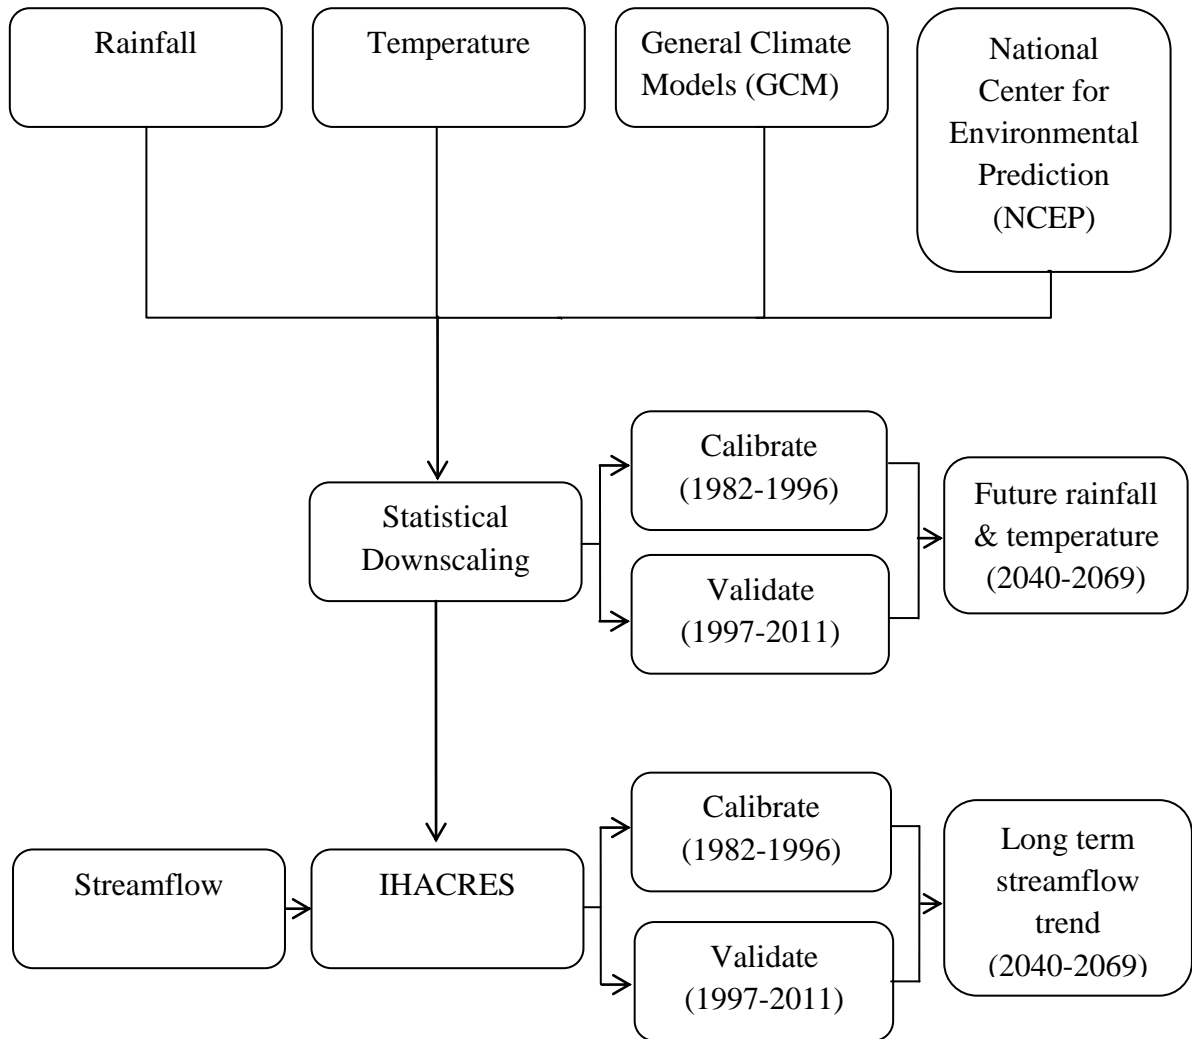 Rainfall
Temperature
General Climate
Models (GCM)
National
Center for
Environmental
Prediction
(NCEP)
Statistical
Downscaling
Calibrate
(1982-1996)
Validate
(1997-2011)
Future rainfall
& temperature
(2040-2069)
Streamflow
IHACRES
Calibrate
(1982-1996)
Validate
(1997-2011)
Long term
streamflow
trend
(2040-2069)